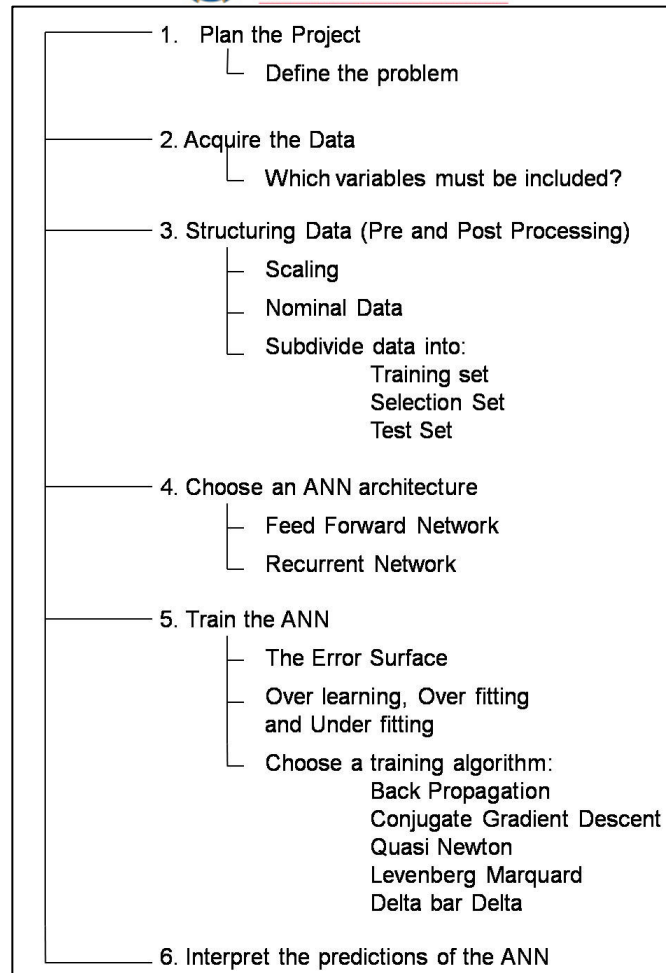 1. Plan the Project
Define the problem
2. Acquire the Data
Which variables must be included?
3. Structuring Data (Pre and Post Processing)
Scaling
Nominal Data
Subdivide data into:
Training set
Selection Set
Test Set
4. Choose an ANN architecture
Feed Forward Network
Recurrent Network
5. Train the ANN
The Error Surface
Over learning, Over fitting
and Under fitting
Choose a training algorithm:
Back Propagation
Conjugate Gradient Descent
Quasi Newton
Levenberg Marquard
Delta bar Delta
6. Interpret the predictions of the ANN